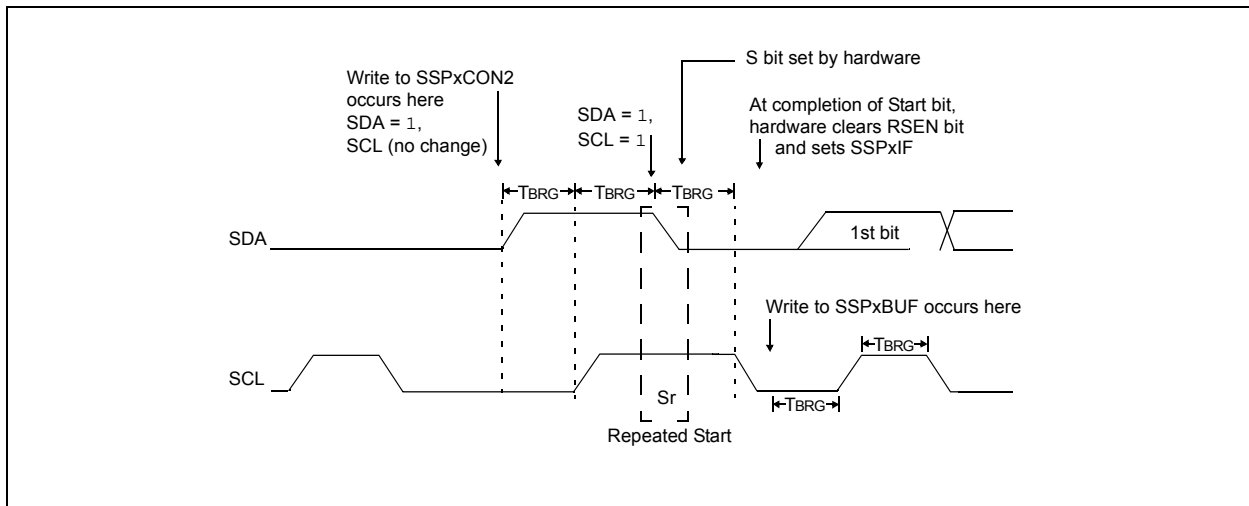 S bit set by hardware
Write to SSPxCON2
occurs here
SDA = 1,
SCL (no change)
SDA = 1,
SCL = 1
At completion of Start bit,
hardware clears RSEN bit
and sets SSPxIF
TBRG
TBRG
TBRG
SDA
1st bit
Write to SSPxBUF occurs here
TBRG
SCL
Sr
TBRG
Repeated Start